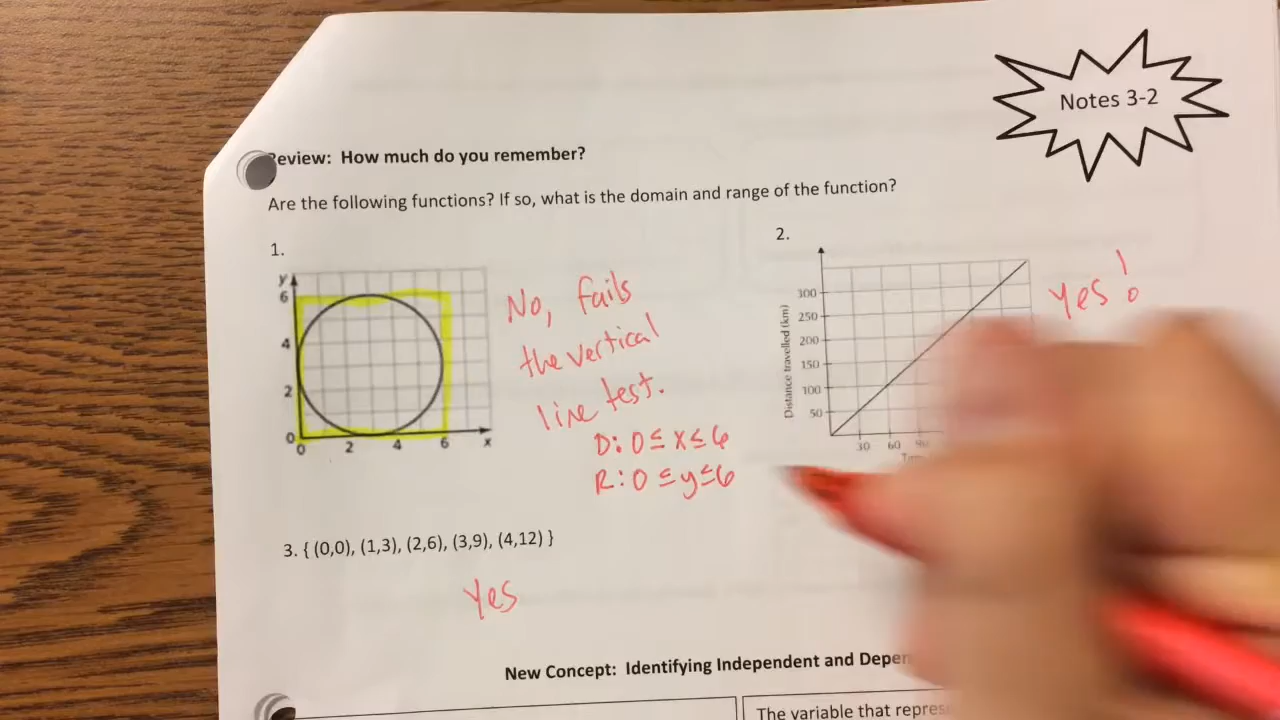 Notes 3-2
Review: How much do you remember?
Are the following functions? If so, what is the domain and range of the function?
1.
y
6
4
2
0
0 2 4 6 x
No, fails
the vertical
line test.
D: 0 ≤ x ≤ 6
R: 0 ≤ y ≤ 6
2.
Distance travelled (km)
300
250
200
150
100
50
30 60 90
Yes!
3. { (0,0), (1,3), (2,6), (3,9), (4,12) }
Yes
New Concept: Identifying Independent and
The variable that